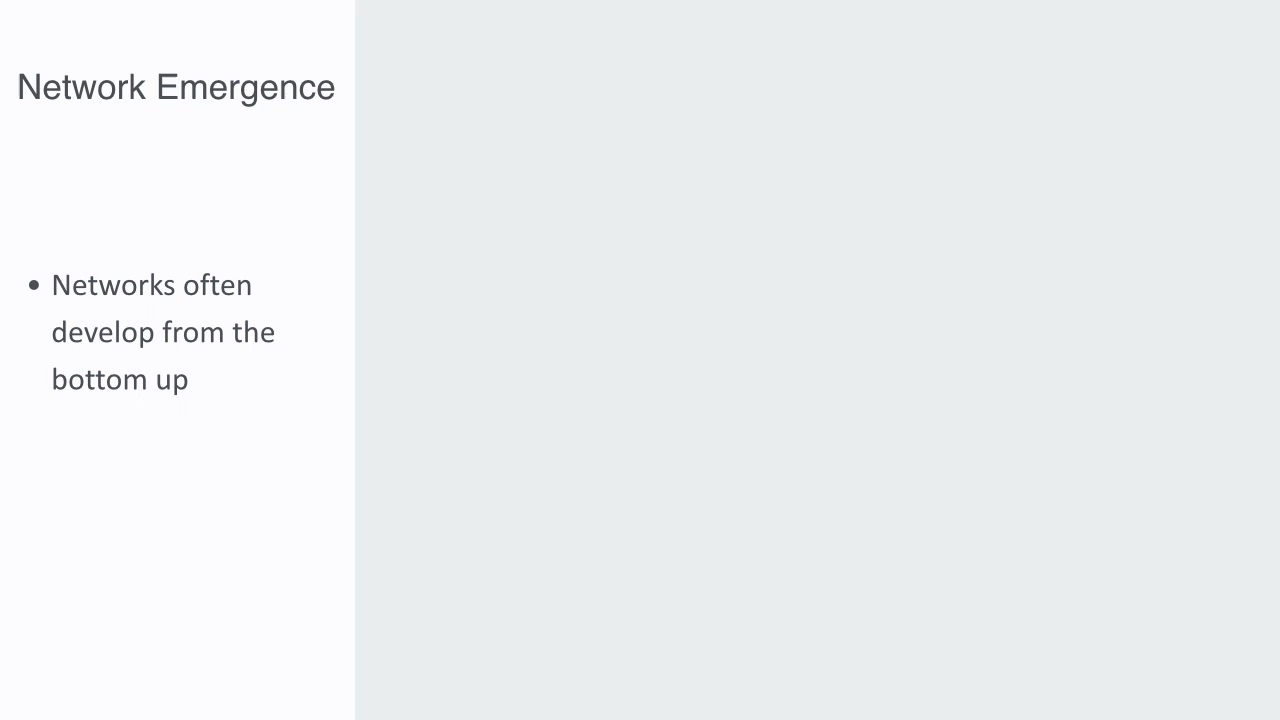 Network Emergence
• Networks often
develop from the
bottom up